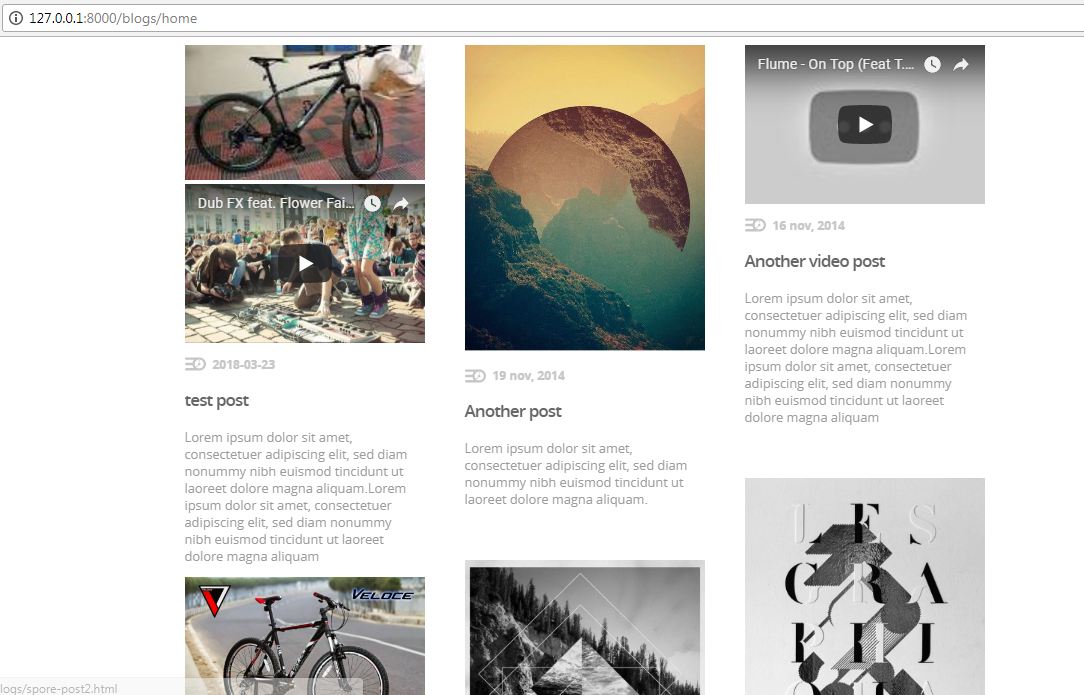 127.0.0.1:8000/blogs/home
Dub FX feat. Flower Fai...
2018-03-23
test post
Lorem ipsum dolor sit amet,
consectetuer adipiscing elit, sed diam
nonummy nibh euismod tincidunt ut
laoreet dolore magna aliquam.Lorem
ipsum dolor sit amet, consectetuer
adipiscing elit, sed diam nonummy
nibh euismod tincidunt ut laoreet
dolore magna aliquam
VELOCE
19 nov, 2014
Another post
Lorem ipsum dolor sit amet,
consectetuer adipiscing elit, sed diam
nonummy nibh euismod tincidunt ut
laoreet dolore magna aliquam.
Flume - On Top (Feat T....
16 nov, 2014
Another video post
Lorem ipsum dolor sit amet,
consectetuer adipiscing elit, sed diam
nonummy nibh euismod tincidunt ut
laoreet dolore magna aliquam.Lorem
ipsum dolor sit amet, consectetuer
adipiscing elit, sed diam nonummy
nibh euismod tincidunt ut laoreet
dolore magna aliquam
LES
GRA
logs/spore-post2.html